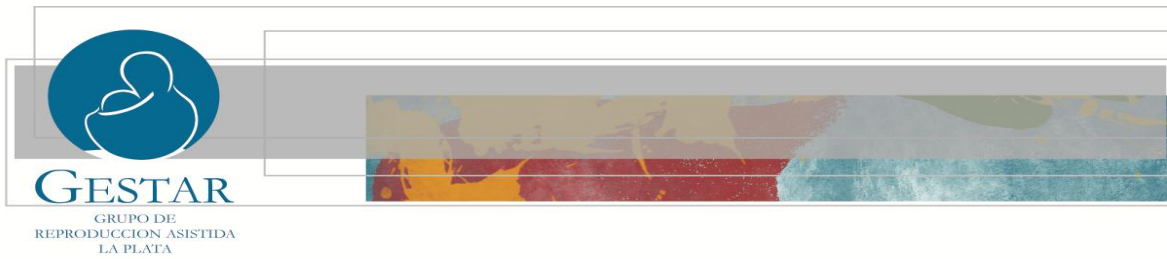 GESTAR
GRUPO DE
REPRODUCCION ASISTIDA
LA PLATA